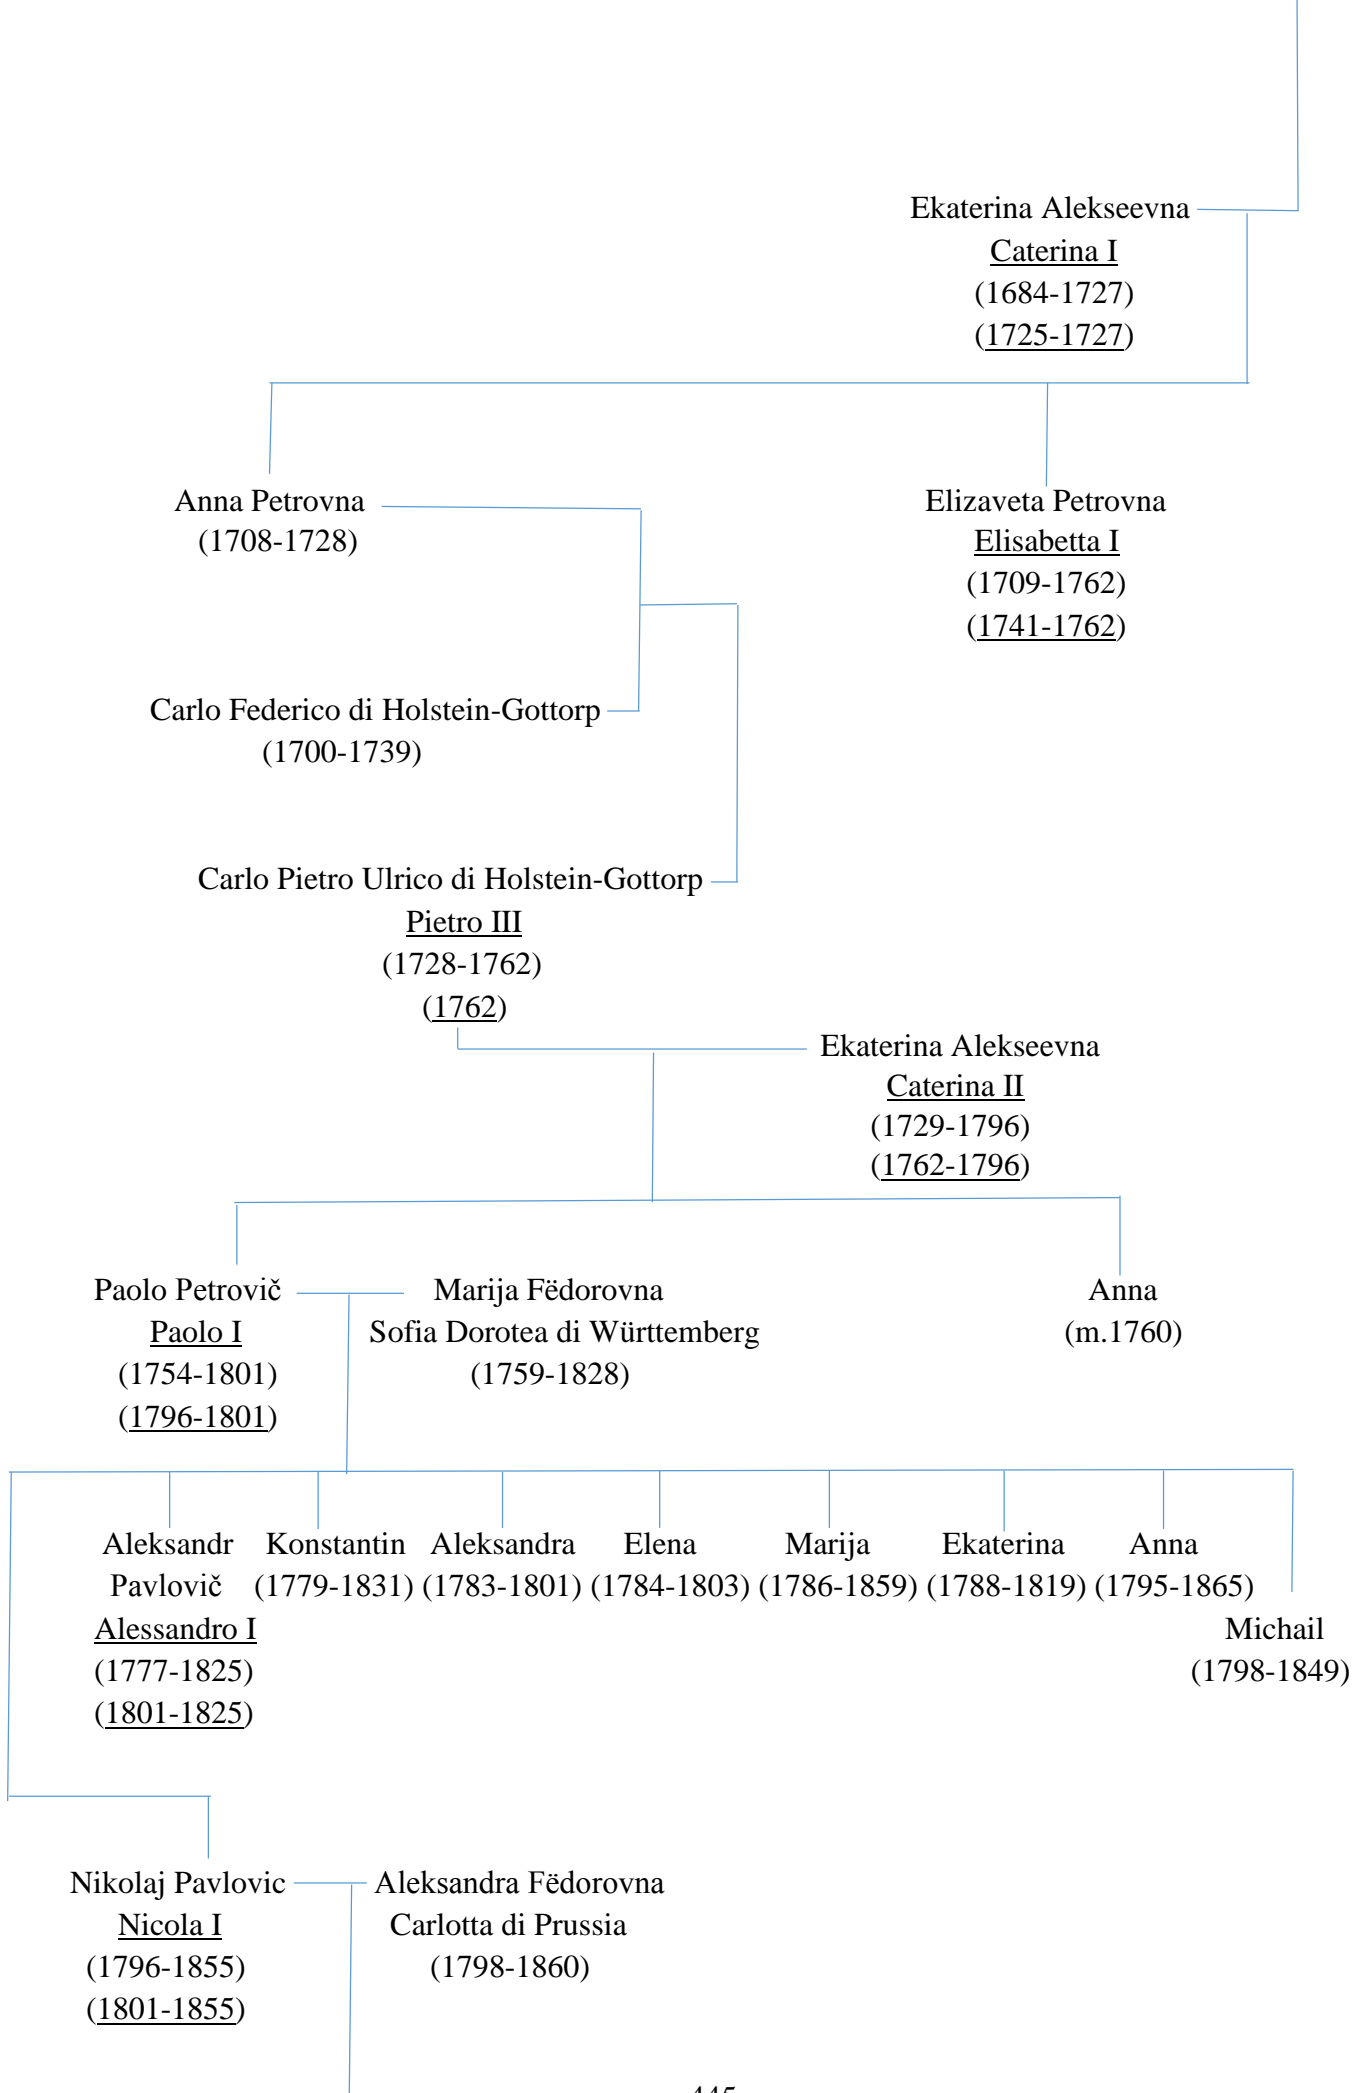 Ekaterina Alekseevna
Caterina I
(1684-1727)
(1725-1727)
Anna Petrovna
(1708-1728)
Elizaveta Petrovna
Elisabetta I
(1709-1762)
(1741-1762)
Carlo Federico di Holstein-Gottorp
(1700-1739)
Carlo Pietro Ulrico di Holstein-Gottorp
Pietro III
(1728-1762)
(1762)
Ekaterina Alekseevna
Caterina II
(1729-1796)
(1762-1796)
Paolo Petrovič
Paolo I
(1754-1801)
(1796-1801)
Marija Fëdorovna
Sofia Dorotea di Württemberg
(1759-1828)
Anna
(m.1760)
Aleksandr
Pavlovič
Alessandro I
(1777-1825)
(1801-1825)
Konstantin
(1779-1831)
Aleksandra
(1783-1801)
Elena
(1784-1803)
Marija
(1786-1859)
Ekaterina
(1788-1819)
Anna
(1795-1865)
Michail
(1798-1849)
Nikolaj Pavlovic
Nicola I
(1796-1855)
(1801-1855)
Aleksandra Fëdorovna
Carlotta di Prussia
(1798-1860)
445